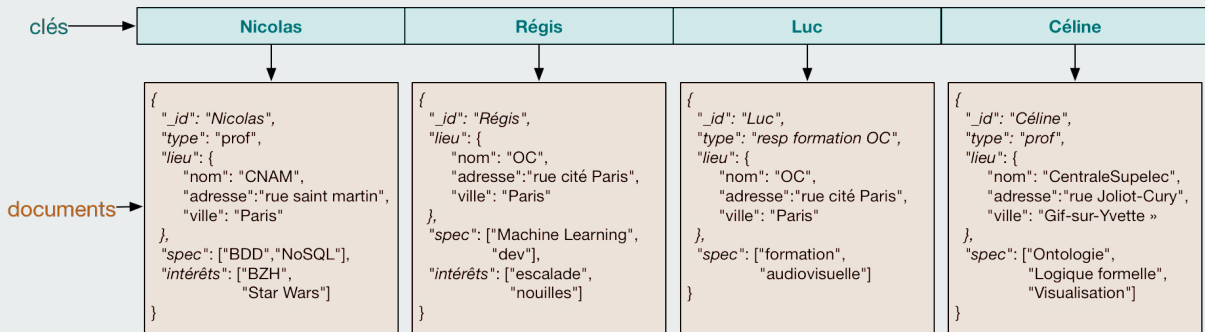 clés
Nicolas
Régis
Luc
Céline
documents
{
"_id": "Nicolas",
"type": "prof",
"lieu": {
"nom": "CNAM",
"adresse":"rue saint martin",
"ville": "Paris"
},
"spec": ["BDD","NoSQL"],
"intérêts": ["BZH",
"Star Wars"]
}
{
"_id": "Régis",
"lieu": {
"nom": "OC",
"adresse":"rue cité Paris",
"ville": "Paris"
},
"spec": ["Machine Learning",
"dev"],
"intérêts": ["escalade",
"nouilles"]
}
{
"_id": "Luc",
"type": "resp formation OC",
"lieu": {
"nom": "OC",
"adresse":"rue cité Paris",
"ville": "Paris"
},
"spec": ["formation",
"audiovisuelle"]
}
{
"_id": "Céline",
"type": "prof",
"lieu": {
"nom": "CentraleSupelec",
"adresse":"rue Joliot-Cury",
"ville": "Gif-sur-Yvette »
},
"spec": ["Ontologie",
"Logique formelle",
"Visualisation"]
}